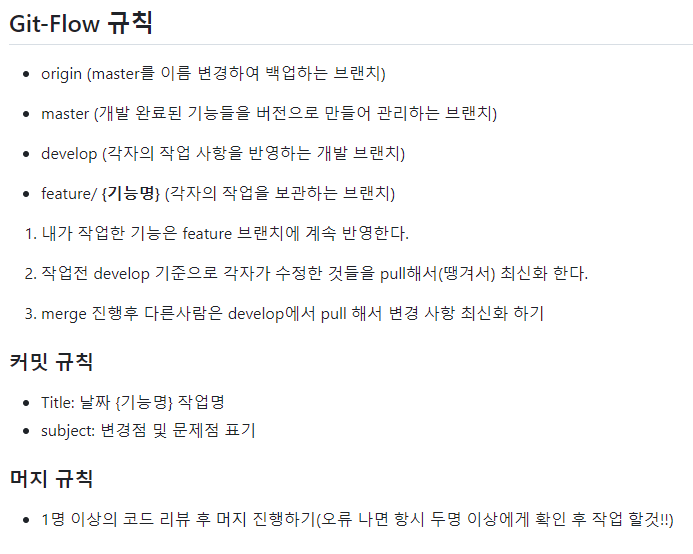 Git-Flow 규칙
• origin (master를 이름 변경하여 백업하는 브랜치)
• master (개발 완료된 기능들을 버전으로 만들어 관리하는 브랜치)
• develop (각자의 작업 사항을 반영하는 개발 브랜치)
• feature/ {기능명} (각자의 작업을 보관하는 브랜치)
1. 내가 작업한 기능은 feature 브랜치에 계속 반영한다.
2. 작업전 develop 기준으로 각자가 수정한 것들을 pull해서(땡겨서) 최신화 한다.
3. merge 진행후 다른사람은 develop에서 pull 해서 변경 사항 최신화 하기
커밋 규칙
• Title: 날짜 {기능명} 작업명
• subject: 변경점 및 문제점 표기
머지 규칙
• 1명 이상의 코드 리뷰 후 머지 진행하기(오류 나면 항시 두명 이상에게 확인 후 작업 할것!!)